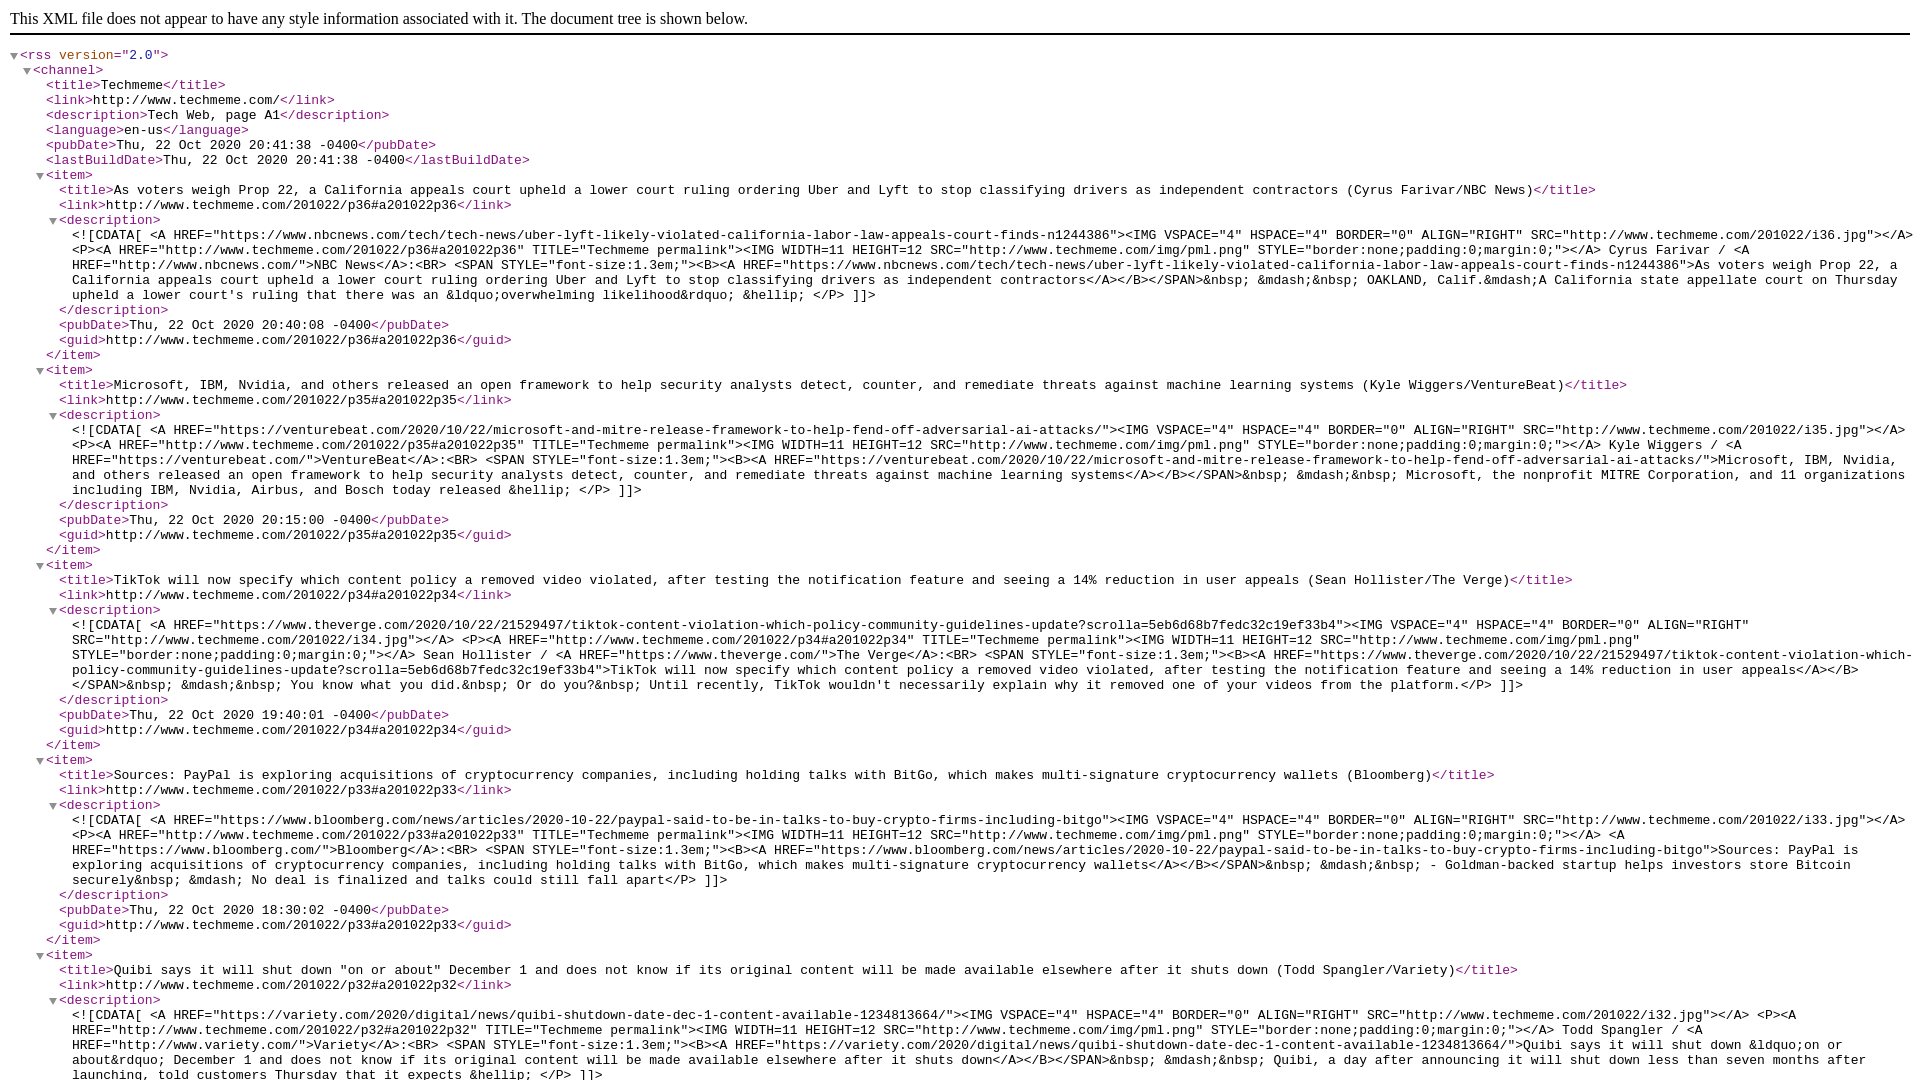 This XML file does not appear to have any style information associated with it. The document tree is shown below.
<rss version="2.0">
<channel>
<title>Techmeme</title>
<link>http://www.techmeme.com/</link>
<description>Tech Web, page A1</description>
<language>en-us</language>
<pubDate>Thu, 22 Oct 2020 20:41:38 -0400</pubDate>
<lastBuildDate>Thu, 22 Oct 2020 20:41:38 -0400</lastBuildDate>
<item>
<title>As voters weigh Prop 22, a California appeals court upheld a lower court ruling ordering Uber and Lyft to stop classifying drivers as independent contractors (Cyrus Farivar/NBC News)</title>
<link>http://www.techmeme.com/201022/p36#a201022p36</link>
<description>
<![CDATA[ <A HREF="https://www.nbcnews.com/tech/tech-news/uber-lyft-likely-violated-california-labor-law-appeals-court-finds-n1244386"><IMG VSPACE="4" HSPACE="4" BORDER="0" ALIGN="RIGHT" SRC="http://www.techmeme.com/201022/i36.jpg"></A>
<P><A HREF="http://www.techmeme.com/201022/p36#a201022p36" TITLE="Techmeme permalink"><IMG WIDTH=11 HEIGHT=12 SRC="http://www.techmeme.com/img/pml.png" STYLE="border:none;padding:0;margin:0;"></A> Cyrus Farivar / <A
HREF="http://www.nbcnews.com/">NBC News</A>:<BR> <SPAN STYLE="font-size:1.3em;"><B><A HREF="https://www.nbcnews.com/tech/tech-news/uber-lyft-likely-violated-california-labor-law-appeals-court-finds-n1244386">As voters weigh Prop 22, a
California appeals court upheld a lower court ruling ordering Uber and Lyft to stop classifying drivers as independent contractors</A></B></SPAN>&nbsp; &mdash;&nbsp; OAKLAND, Calif.&mdash;A California state appellate court on Thursday
upheld a lower court's ruling that there was an &ldquo;overwhelming likelihood&rdquo; &hellip; </P> ]]>
</description>
<pubDate>Thu, 22 Oct 2020 20:40:08 -0400</pubDate>
<guid>http://www.techmeme.com/201022/p36#a201022p36</guid>
</item>
<item>
<title>Microsoft, IBM, Nvidia, and others released an open framework to help security analysts detect, counter, and remediate threats against machine learning systems (Kyle Wiggers/VentureBeat)</title>
<link>http://www.techmeme.com/201022/p35#a201022p35</link>
<description>
<![CDATA[ <A HREF="https://venturebeat.com/2020/10/22/microsoft-and-mitre-release-framework-to-help-fend-off-adversarial-ai-attacks/"><IMG VSPACE="4" HSPACE="4" BORDER="0" ALIGN="RIGHT" SRC="http://www.techmeme.com/201022/i35.jpg"></A>
<P><A HREF="http://www.techmeme.com/201022/p35#a201022p35" TITLE="Techmeme permalink"><IMG WIDTH=11 HEIGHT=12 SRC="http://www.techmeme.com/img/pml.png" STYLE="border:none;padding:0;margin:0;"></A> Kyle Wiggers / <A
HREF="https://venturebeat.com/">VentureBeat</A>:<BR> <SPAN STYLE="font-size:1.3em;"><B><A HREF="https://venturebeat.com/2020/10/22/microsoft-and-mitre-release-framework-to-help-fend-off-adversarial-ai-attacks/">Microsoft, IBM, Nvidia,
and others released an open framework to help security analysts detect, counter, and remediate threats against machine learning systems</A></B></SPAN>&nbsp; &mdash;&nbsp; Microsoft, the nonprofit MITRE Corporation, and 11 organizations
including IBM, Nvidia, Airbus, and Bosch today released &hellip; </P> ]]>
</description>
<pubDate>Thu, 22 Oct 2020 20:15:00 -0400</pubDate>
<guid>http://www.techmeme.com/201022/p35#a201022p35</guid>
</item>
<item>
<title>TikTok will now specify which content policy a removed video violated, after testing the notification feature and seeing a 14% reduction in user appeals (Sean Hollister/The Verge)</title>
<link>http://www.techmeme.com/201022/p34#a201022p34</link>
<description>
<![CDATA[ <A HREF="https://www.theverge.com/2020/10/22/21529497/tiktok-content-violation-which-policy-community-guidelines-update?scrolla=5eb6d68b7fedc32c19ef33b4"><IMG VSPACE="4" HSPACE="4" BORDER="0" ALIGN="RIGHT"
SRC="http://www.techmeme.com/201022/i34.jpg"></A> <P><A HREF="http://www.techmeme.com/201022/p34#a201022p34" TITLE="Techmeme permalink"><IMG WIDTH=11 HEIGHT=12 SRC="http://www.techmeme.com/img/pml.png"
STYLE="border:none;padding:0;margin:0;"></A> Sean Hollister / <A HREF="https://www.theverge.com/">The Verge</A>:<BR> <SPAN STYLE="font-size:1.3em;"><B><A HREF="https://www.theverge.com/2020/10/22/21529497/tiktok-content-violation-which-
policy-community-guidelines-update?scrolla=5eb6d68b7fedc32c19ef33b4">TikTok will now specify which content policy a removed video violated, after testing the notification feature and seeing a 14% reduction in user appeals</A></B>
</SPAN>&nbsp; &mdash;&nbsp; You know what you did.&nbsp; Or do you?&nbsp; Until recently, TikTok wouldn't necessarily explain why it removed one of your videos from the platform.</P> ]]>
</description>
<pubDate>Thu, 22 Oct 2020 19:40:01 -0400</pubDate>
<guid>http://www.techmeme.com/201022/p34#a201022p34</guid>
</item>
<item>
<title>Sources: PayPal is exploring acquisitions of cryptocurrency companies, including holding talks with BitGo, which makes multi-signature cryptocurrency wallets (Bloomberg)</title>
<link>http://www.techmeme.com/201022/p33#a201022p33</link>
<description>
<![CDATA[ <A HREF="https://www.bloomberg.com/news/articles/2020-10-22/paypal-said-to-be-in-talks-to-buy-crypto-firms-including-bitgo"><IMG VSPACE="4" HSPACE="4" BORDER="0" ALIGN="RIGHT" SRC="http://www.techmeme.com/201022/i33.jpg"></A>
<P><A HREF="http://www.techmeme.com/201022/p33#a201022p33" TITLE="Techmeme permalink"><IMG WIDTH=11 HEIGHT=12 SRC="http://www.techmeme.com/img/pml.png" STYLE="border:none;padding:0;margin:0;"></A> <A
HREF="https://www.bloomberg.com/">Bloomberg</A>:<BR> <SPAN STYLE="font-size:1.3em;"><B><A HREF="https://www.bloomberg.com/news/articles/2020-10-22/paypal-said-to-be-in-talks-to-buy-crypto-firms-including-bitgo">Sources: PayPal is
exploring acquisitions of cryptocurrency companies, including holding talks with BitGo, which makes multi-signature cryptocurrency wallets</A></B></SPAN>&nbsp; &mdash;&nbsp; - Goldman-backed startup helps investors store Bitcoin
securely&nbsp; &mdash; No deal is finalized and talks could still fall apart</P> ]]>
</description>
<pubDate>Thu, 22 Oct 2020 18:30:02 -0400</pubDate>
<guid>http://www.techmeme.com/201022/p33#a201022p33</guid>
</item>
<item>
<title>Quibi says it will shut down "on or about" December 1 and does not know if its original content will be made available elsewhere after it shuts down (Todd Spangler/Variety)</title>
<link>http://www.techmeme.com/201022/p32#a201022p32</link>
<description>
<![CDATA[ <A HREF="https://variety.com/2020/digital/news/quibi-shutdown-date-dec-1-content-available-1234813664/"><IMG VSPACE="4" HSPACE="4" BORDER="0" ALIGN="RIGHT" SRC="http://www.techmeme.com/201022/i32.jpg"></A> <P><A
HREF="http://www.techmeme.com/201022/p32#a201022p32" TITLE="Techmeme permalink"><IMG WIDTH=11 HEIGHT=12 SRC="http://www.techmeme.com/img/pml.png" STYLE="border:none;padding:0;margin:0;"></A> Todd Spangler / <A
HREF="http://www.variety.com/">Variety</A>:<BR> <SPAN STYLE="font-size:1.3em;"><B><A HREF="https://variety.com/2020/digital/news/quibi-shutdown-date-dec-1-content-available-1234813664/">Quibi says it will shut down &ldquo;on or
about&rdquo; December 1 and does not know if its original content will be made available elsewhere after it shuts down</A></B></SPAN>&nbsp; &mdash;&nbsp; Quibi, a day after announcing it will shut down less than seven months after
launching, told customers Thursday that it expects &hellip; </P> ]]>